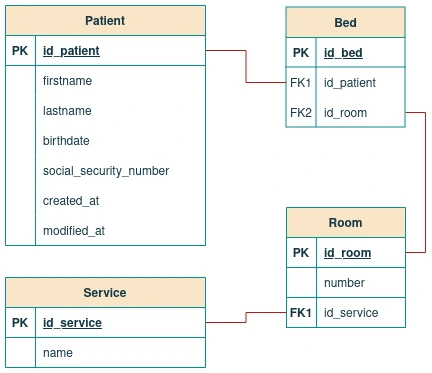 Patient
PK id_patient
firstname
lastname
birthdate
social_security_number
created_at
modified_at
Bed
PK id_bed
FK1 id_patient
FK2 id_room
Room
PK id_room
number
FK1 id_service
Service
PK id_service
name